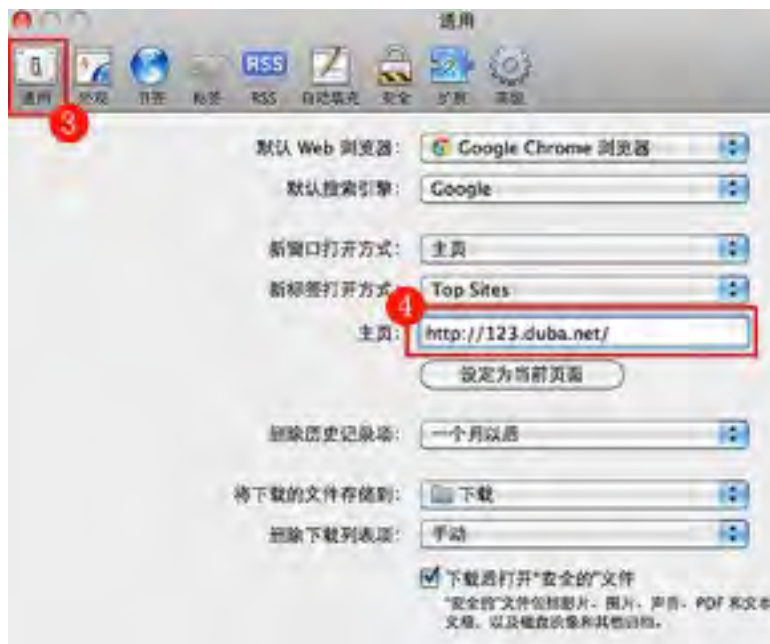 通用
RSS
通用 外观 书签 标签 RSS 自动填充 安全 扩展 高级
3
默认 Web 浏览器: Google Chrome 浏览器
默认搜索引擎: Google
新窗口打开方式: 主页
新标签打开方式: Top Sites
4
主页: http://123.duba.net/
设定为当前页面
删除历史记录项: 一个月以后
将下载的文件存储到: 下载
删除下载列表项: 手动
下载后打开“安全的”文件
“安全的”文件包括影片、图片、声音、PDF 和文本
文稿，以及磁盘映像和其他归档。